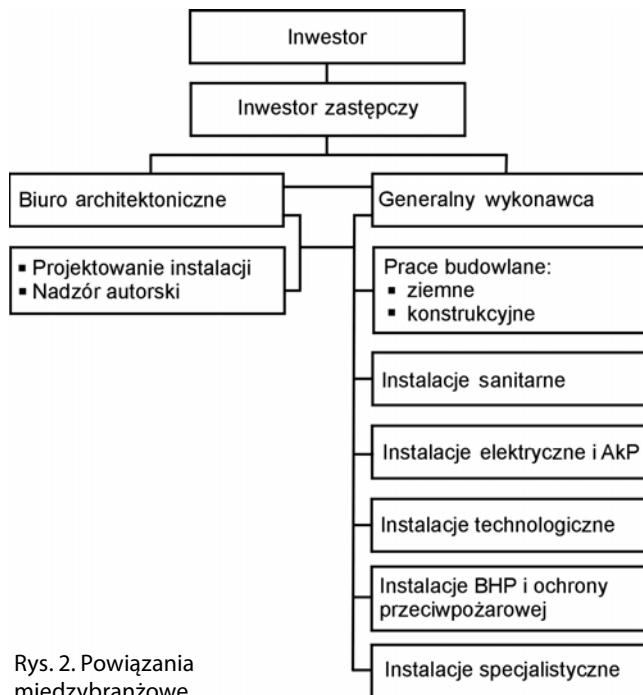 Inwestor
Inwestor zastępczy
Biuro architektoniczne
Generalny wykonawca
▪ Projektowanie instalacji
▪ Nadzór autorski
Prace budowlane:
▪ ziemne
▪ konstrukcyjne
Instalacje sanitarne
Instalacje elektryczne i AkP
Instalacje technologiczne
Instalacje BHP i ochrony
przeciwpożarowej
Instalacje specjalistyczne
Rys. 2. Powiązania
międzybranżowe